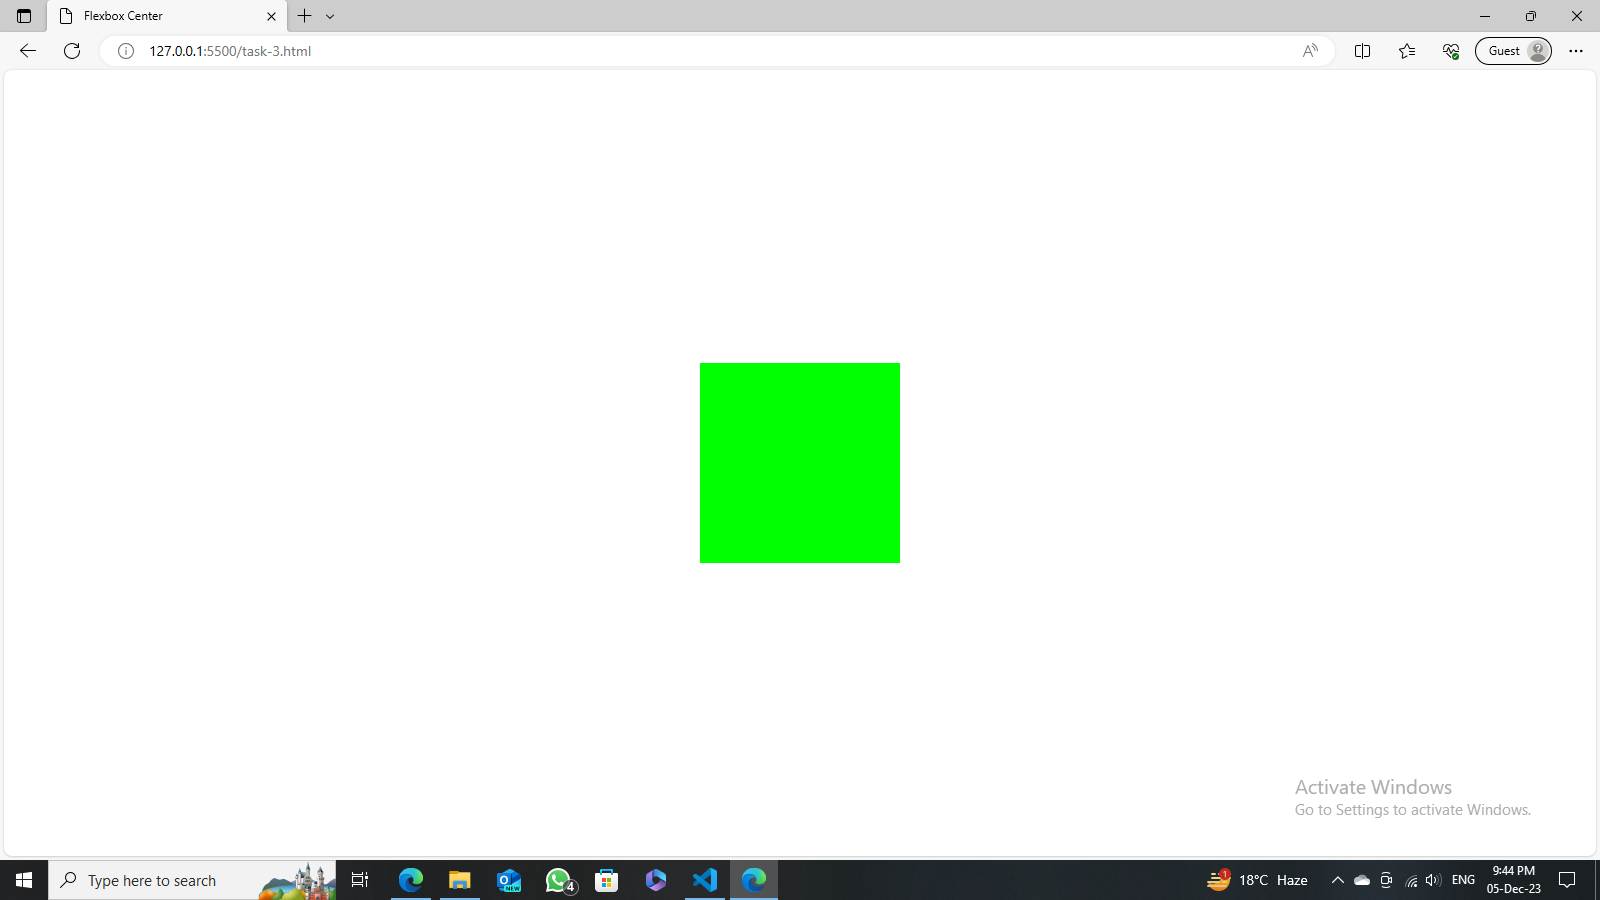 Flexbox Center
127.0.0.1:5500/task-3.html
Guest
Activate Windows
Go to Settings to activate Windows.
Type here to search
NEW
4
1
18°C Haze
ENG
9:44 PM
05-Dec-23